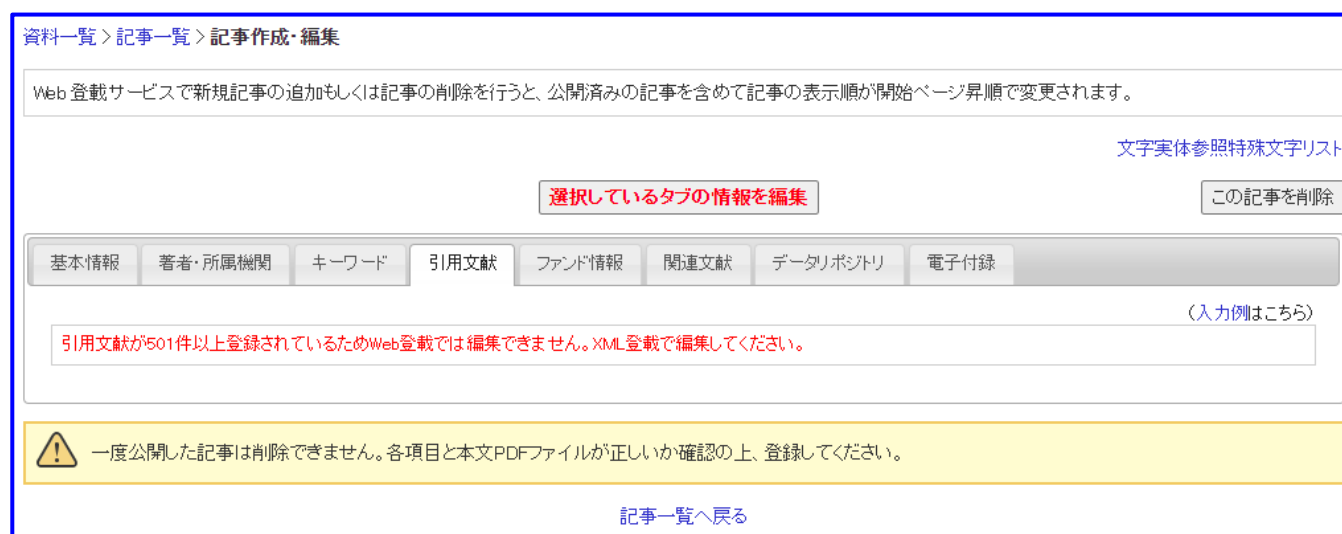 資料一覧>記事一覧>記事作成・編集
Web 登載サービスで新規記事の追加もしくは記事の削除を行うと、公開済みの記事を含めて記事の表示順が開始ページ昇順で変更されます。
文字実体参照特殊文字リスト
選択しているタブの情報を編集 この記事を削除
基本情報 著者・所属機関 キーワード 引用文献 ファンド情報 関連文献 データリポジトリ 電子付録
(入力例はこちら)
引用文献が501件以上登録されているためWeb登載では編集できません。XML登載で編集してください。
一度公開した記事は削除できません。各項目と本文PDFファイルが正しいか確認の上、登録してください。
記事一覧へ戻る